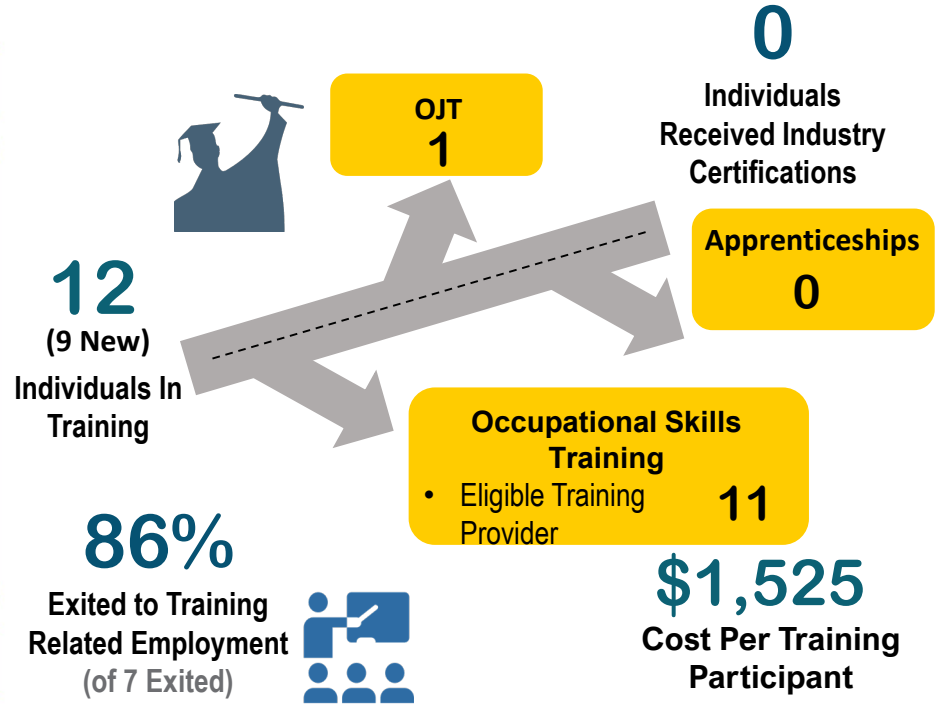 0
Individuals
Received Industry
Certifications
OJT
1
Apprenticeships
0
12
(9 New)
Individuals In
Training
Occupational Skills
Training
• Eligible Training
Provider
11
86%
Exited to Training
Related Employment
(of 7 Exited)
$1,525
Cost Per Training
Participant